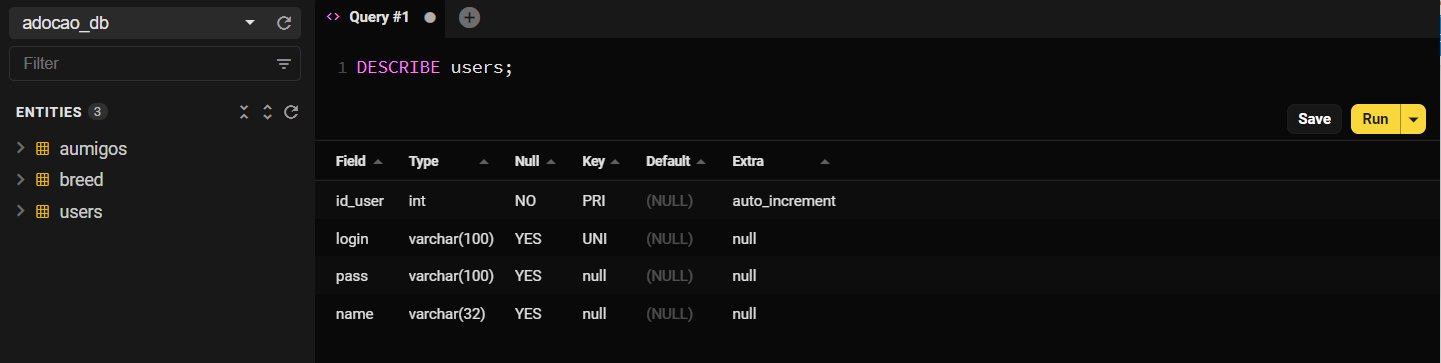 adocao_db
Filter
ENTITIES 3
aumigos
breed
users
<> Query #1
1 DESCRIBE users;
Save Run
Field Type Null Key Default Extra
id_user int NO PRI (NULL) auto_increment
login varchar(100) YES UNI (NULL) null
pass varchar(100) YES null (NULL) null
name varchar(32) YES null (NULL) null